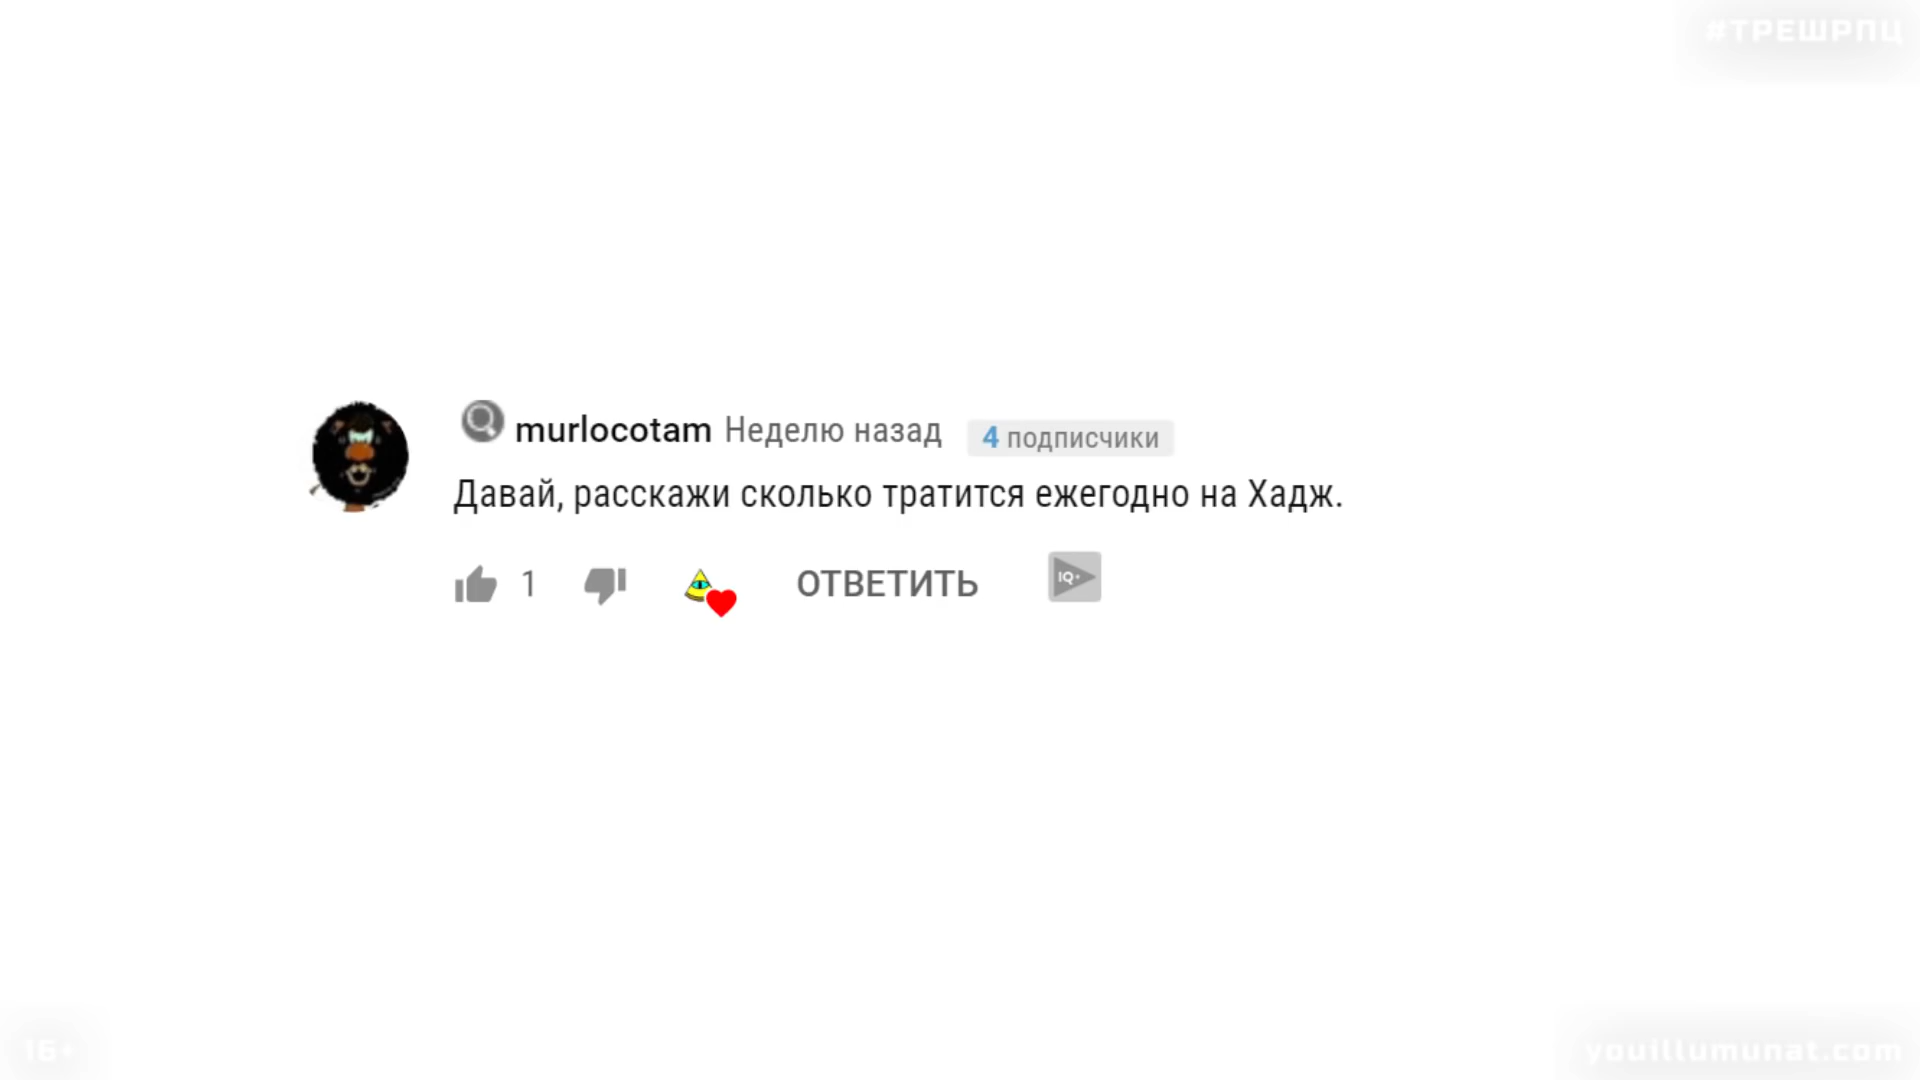 #ТРЕШРПЦ
murlocotam Неделю назад 4 подписчики
Давай, расскажи сколько тратится ежегодно на Хадж.
1 ОТВЕТИТЬ IQ+
16+
youillumunat.com